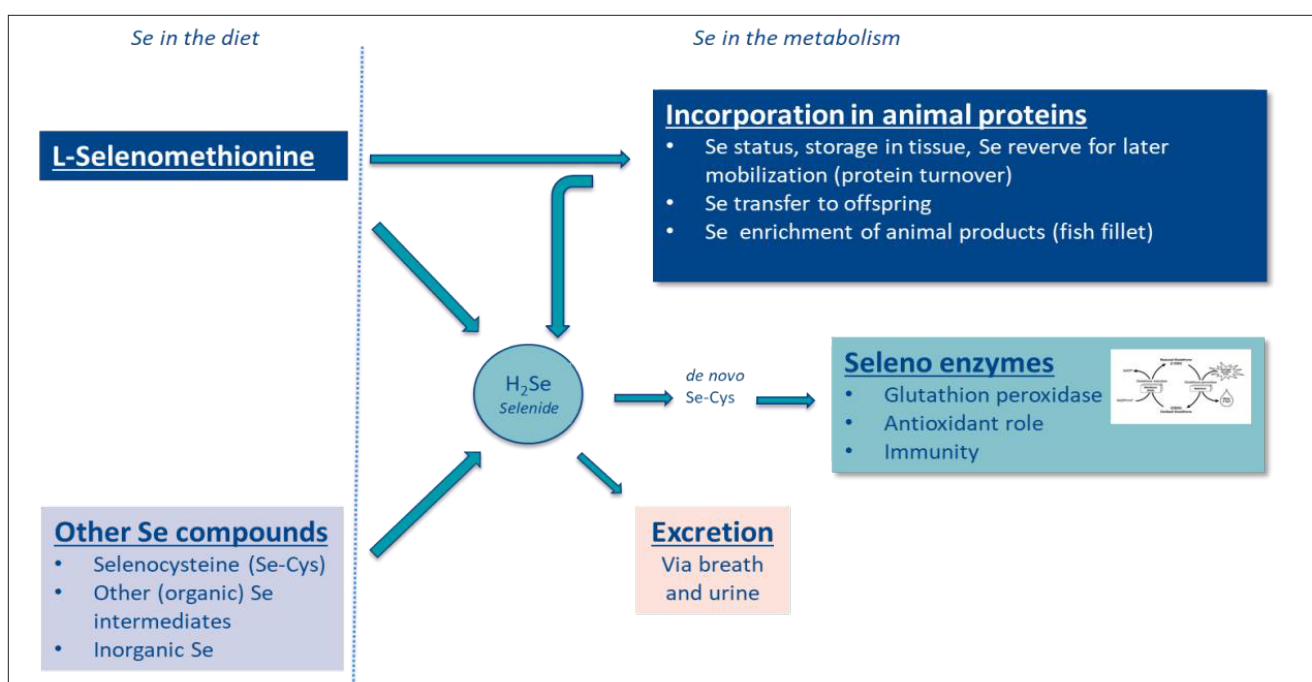 Se in the diet
Se in the metabolism
L-Selenomethionine
Incorporation in animal proteins
• Se status, storage in tissue, Se reverve for later
mobilization (protein turnover)
• Se transfer to offspring
• Se enrichment of animal products (fish fillet)
H₂Se
Selenide
de novo
Se-Cys
Seleno enzymes
• Glutathion peroxidase
• Antioxidant role
• Immunity
Other Se compounds
• Selenocysteine (Se-Cys)
• Other (organic) Se
intermediates
• Inorganic Se
Excretion
Via breath
and urine